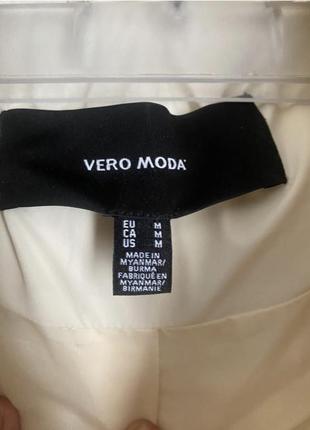 VERO MODA
EU M
CA M
US M
MADE IN
MYANMAR/
BURMA
FABRIQUÉ EN
MYANMAR/
BIRMANIE